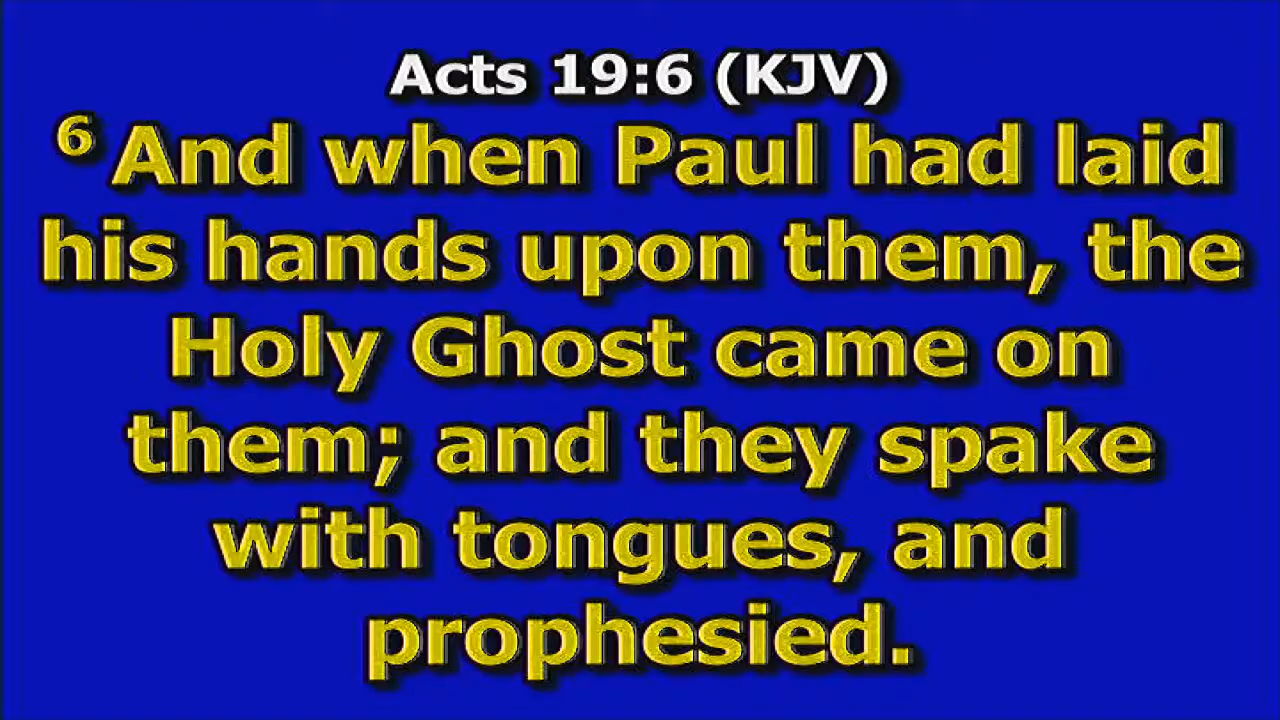 Acts 19:6 (KJV)
6 And when Paul had laid
his hands upon them, the
Holy Ghost came on
them; and they spake
with tongues, and
prophesied.